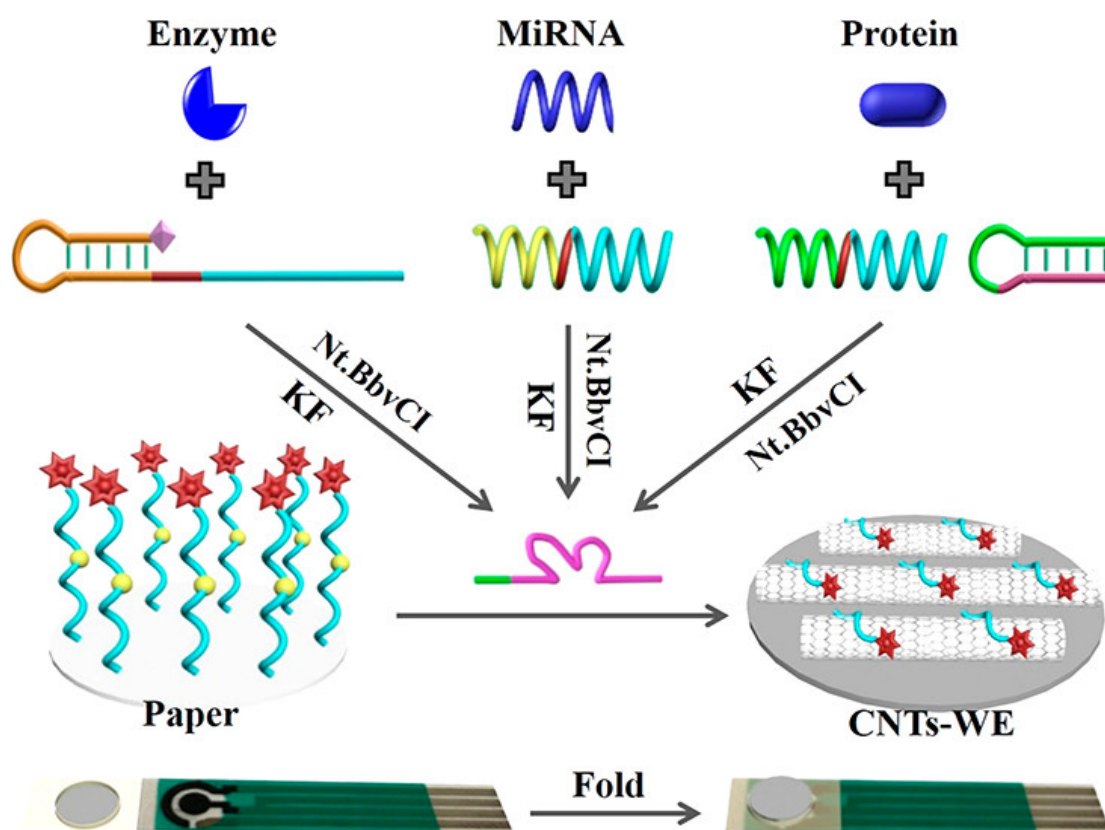 Enzyme
MiRNA
Protein
Nt.BbvCI
KF
Nt.BbvCI
KF
KF
Nt.BbvCI
Paper
CNTs-WE
Fold